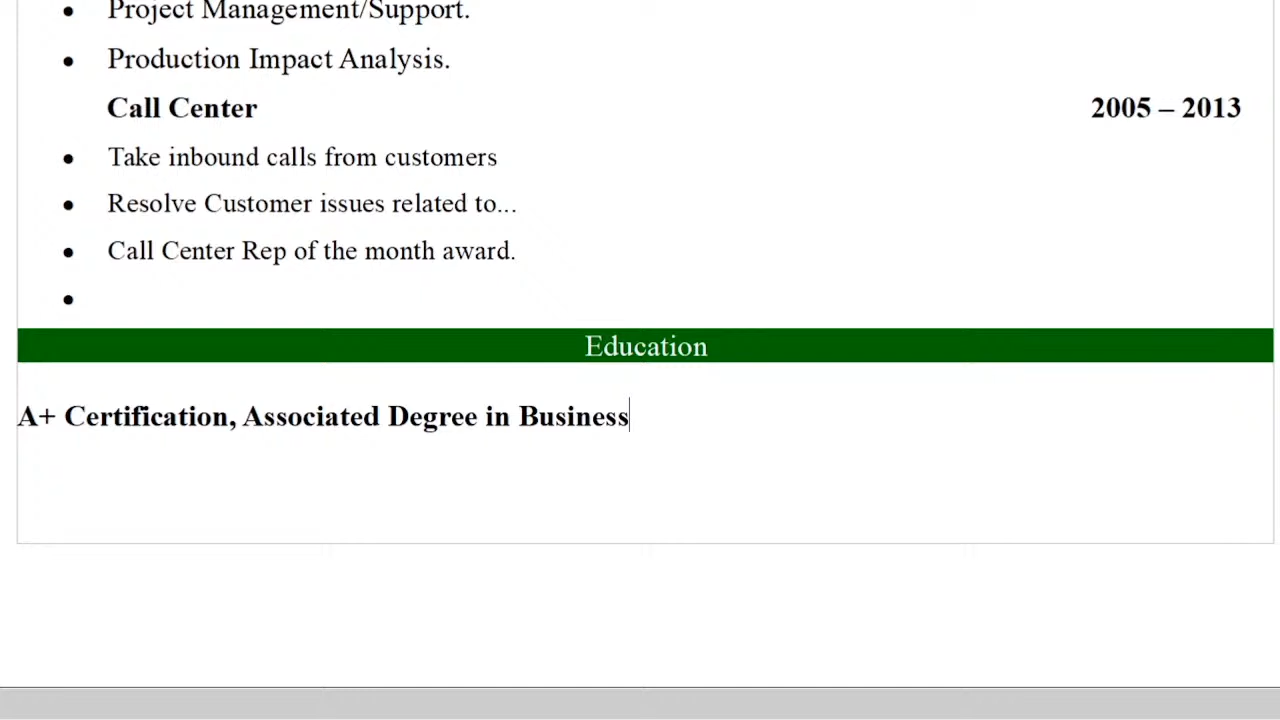 • Project Management/Support.
• Production Impact Analysis.
Call Center 2005 – 2013
• Take inbound calls from customers
• Resolve Customer issues related to...
• Call Center Rep of the month award.
•
Education
A+ Certification, Associated Degree in Business